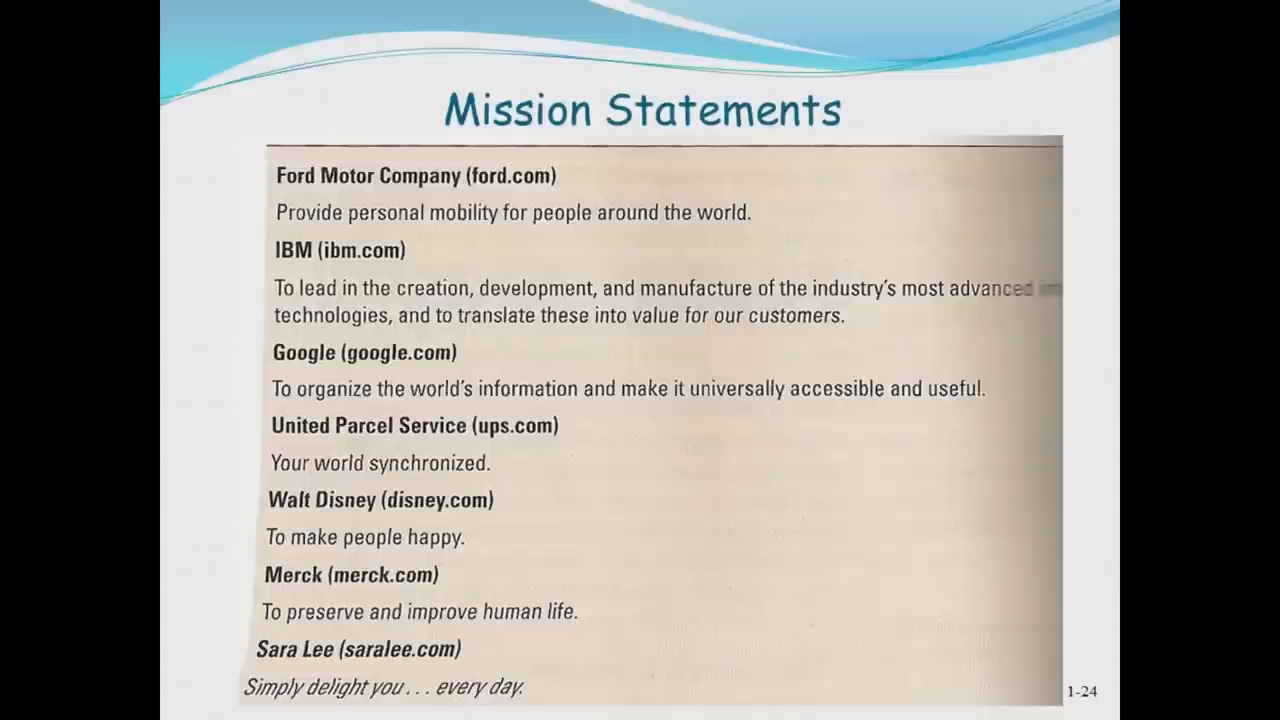 Mission Statements
Ford Motor Company (ford.com)
Provide personal mobility for people around the world.
IBM (ibm.com)
To lead in the creation, development, and manufacture of the industry's most advanced
technologies, and to translate these into value for our customers.
Google (google.com)
To organize the world's information and make it universally accessible and useful.
United Parcel Service (ups.com)
Your world synchronized.
Walt Disney (disney.com)
To make people happy.
Merck (merck.com)
To preserve and improve human life.
Sara Lee (saralee.com)
Simply delight you . . . every day.
1-24